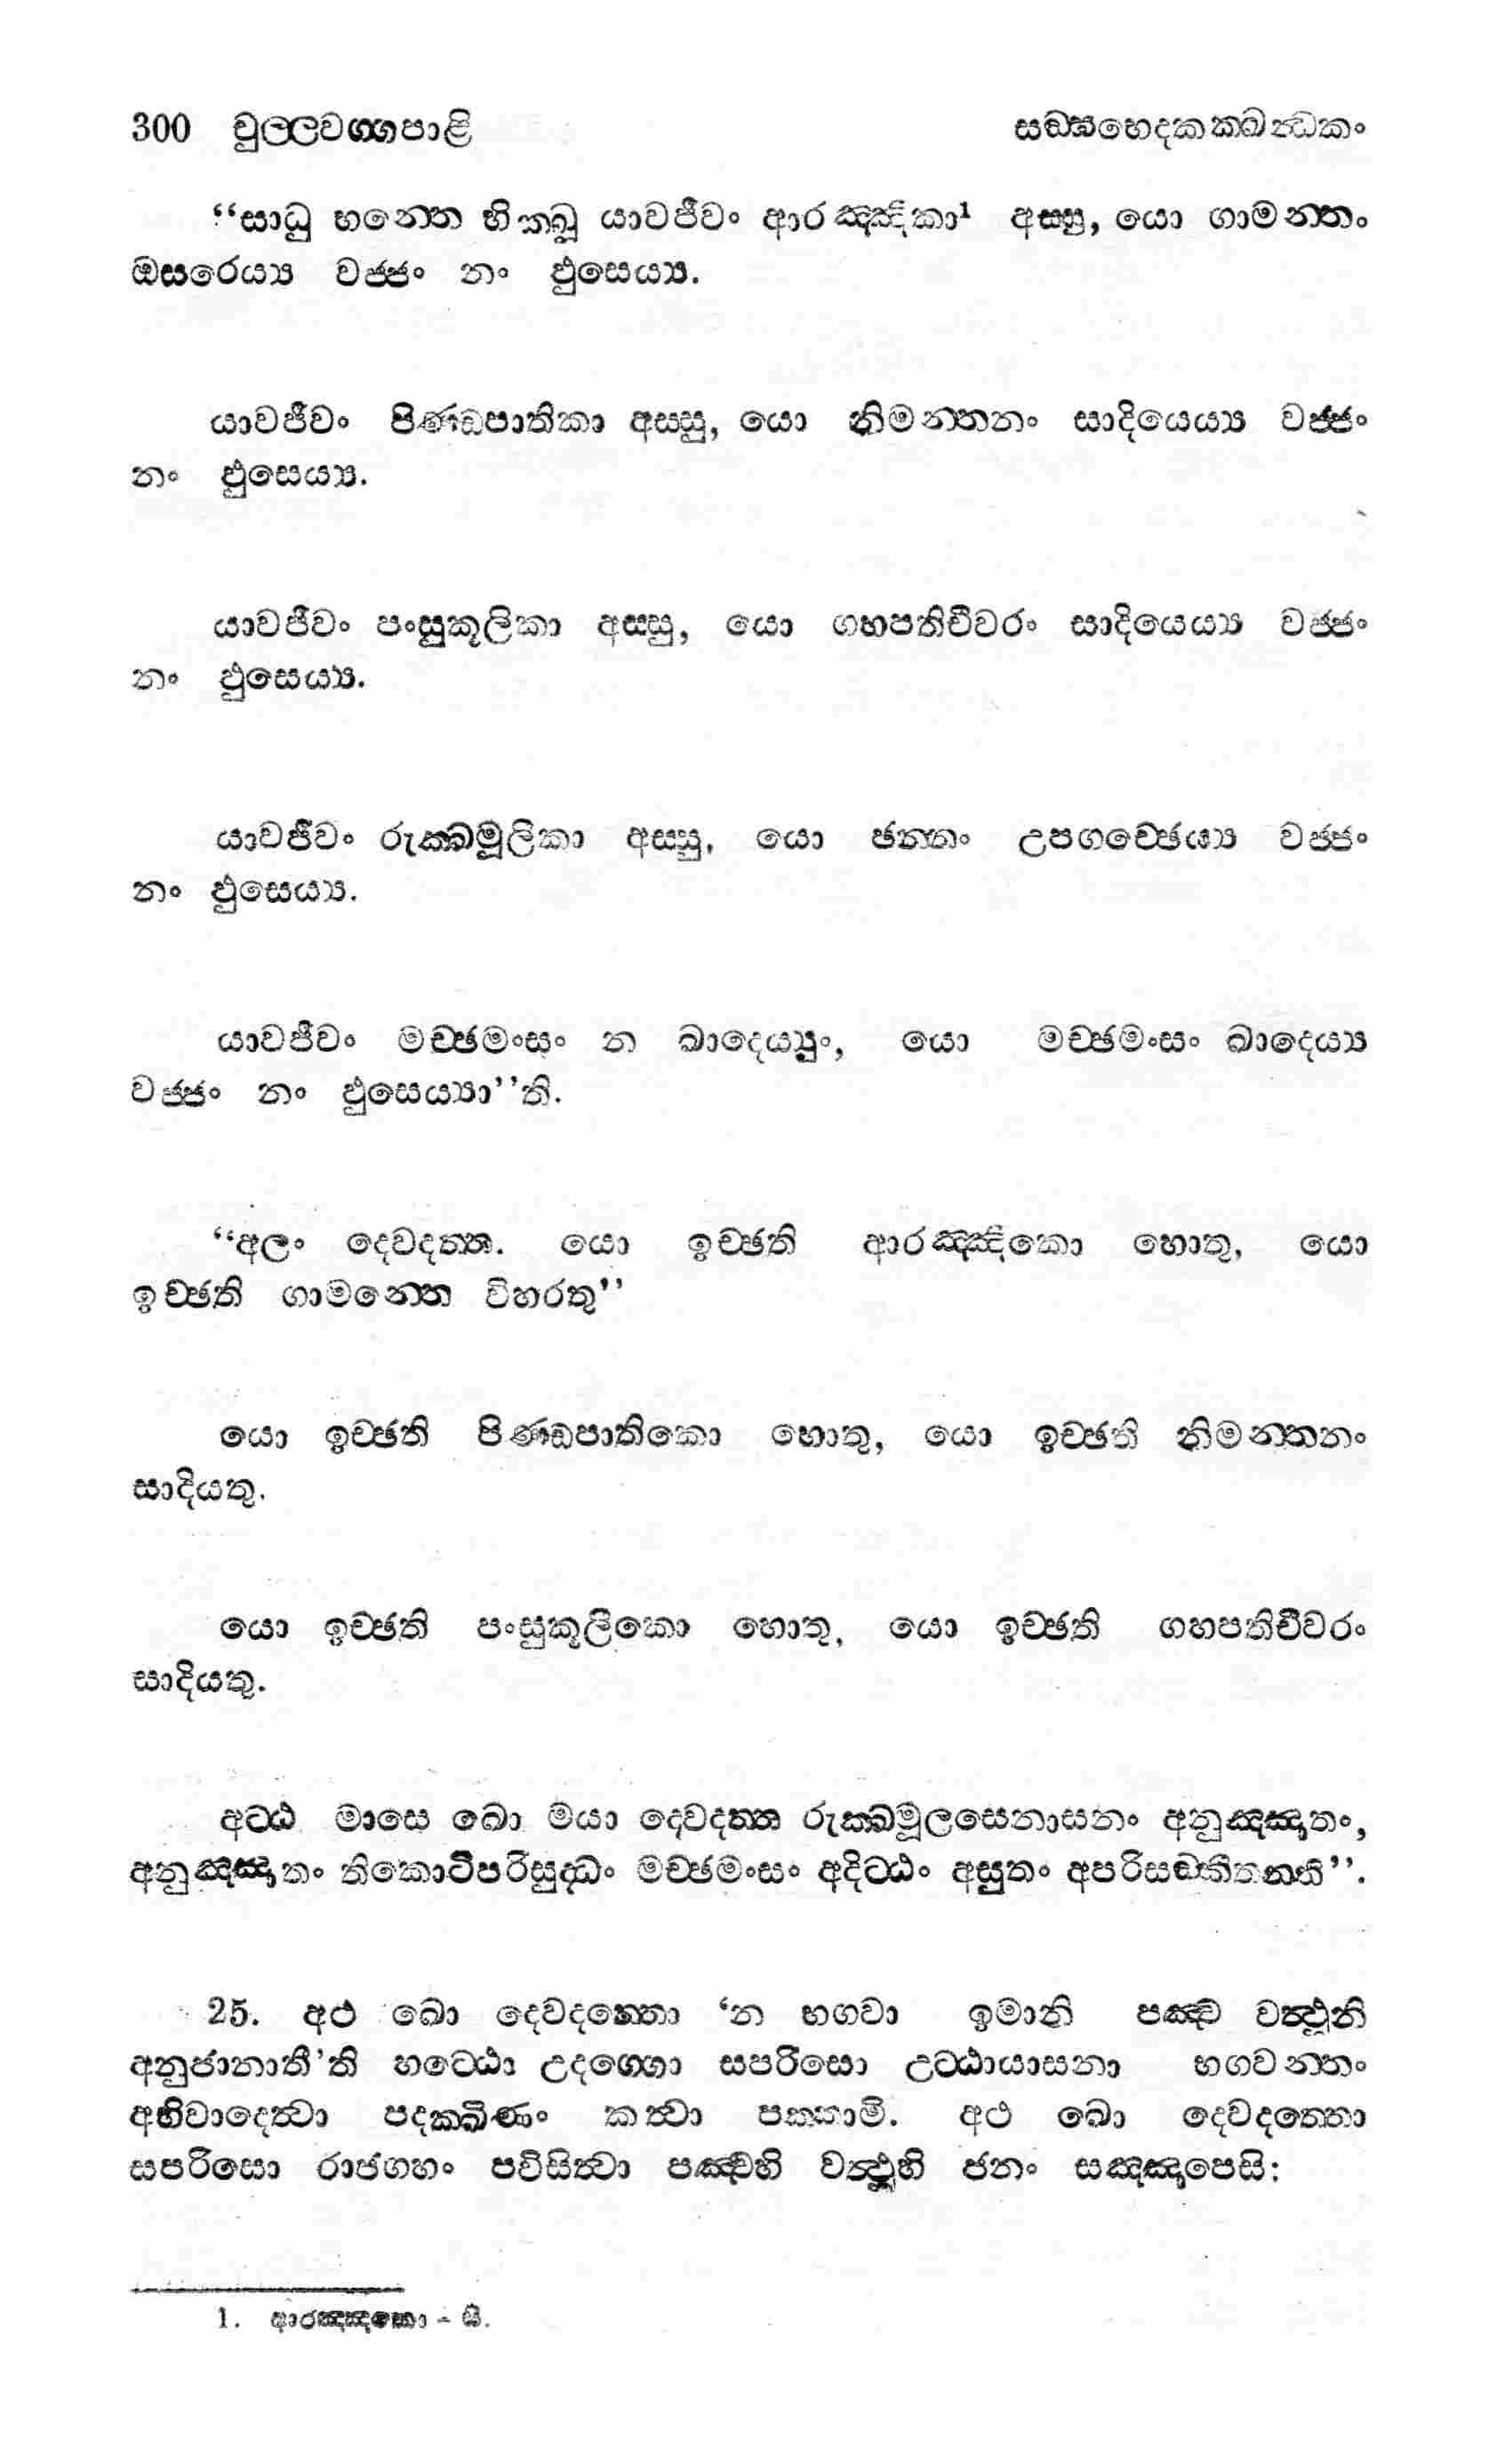 300 චුල්ලවග්ගපාළි සඞ්ඝභෙදකක්ඛන්ධකං
“සාධු භන්තෙ භික්ඛූ යාවජීවං ආරඤ්ඤිකා¹ අස්සු, යො ගාමන්තං
ඔසරෙය්‍ය වජ්ජං නං ඵුසෙය්‍ය.
යාවජීවං පිණ්ඩපාතිකා අස්සු, යො නිමන්තනං සාදියෙය්‍ය වජ්ජං
නං ඵුසෙය්‍ය.
යාවජීවං පංසුකූලිකා අස්සු, යො ගහපතිචීවරං සාදියෙය්‍ය වජ්ජං
නං ඵුසෙය්‍ය.
යාවජීවං රුක්ඛමූලිකා අස්සු, යො ඡන්නං උපගච්ඡෙය්‍ය වජ්ජං
නං ඵුසෙය්‍ය.
යාවජීවං මච්ඡමංසං න ඛාදෙය්‍යුං, යො මච්ඡමංසං ඛාදෙය්‍ය
වජ්ජං නං ඵුසෙය්‍යා’’ති.
“අලං දෙවදත්ත. යො ඉච්ඡති ආරඤ්ඤිකො හොතු, යො
ඉච්ඡති ගාමන්තෙ විහරතු’’
යො ඉච්ඡති පිණ්ඩපාතිකො හොතු, යො ඉච්ඡති නිමන්තනං
සාදියතු.
යො ඉච්ඡති පංසුකූලිකො හොතු, යො ඉච්ඡති ගහපතිචීවරං
සාදියතු.
අට්ඨ මාසෙ ඛො මයා දෙවදත්ත රුක්ඛමූලසෙනාසනං අනුඤ්ඤාතං,
අනුඤ්ඤාතං තිකොටිපරිසුද්ධං මච්ඡමංසං අදිට්ඨං අසුතං අපරිසඞ්කිතන්ති’’.
25. අථ ඛො දෙවදත්තො ‘න භගවා ඉමානි පඤ්ච වත්ථූනි
අනුජානාතී’ති හට්ඨො උදග්ගො සපරිසො උට්ඨායාසනා භගවන්තං
අභිවාදෙත්වා පදක්ඛිණං කත්වා පක්කාමි. අථ ඛො දෙවදත්තො
සපරිසො රාජගහං පවිසිත්වා පඤ්චහි වත්ථූහි ජනං සඤ්ඤාපෙසි:
1. ආරඤ්ඤකො - සී.